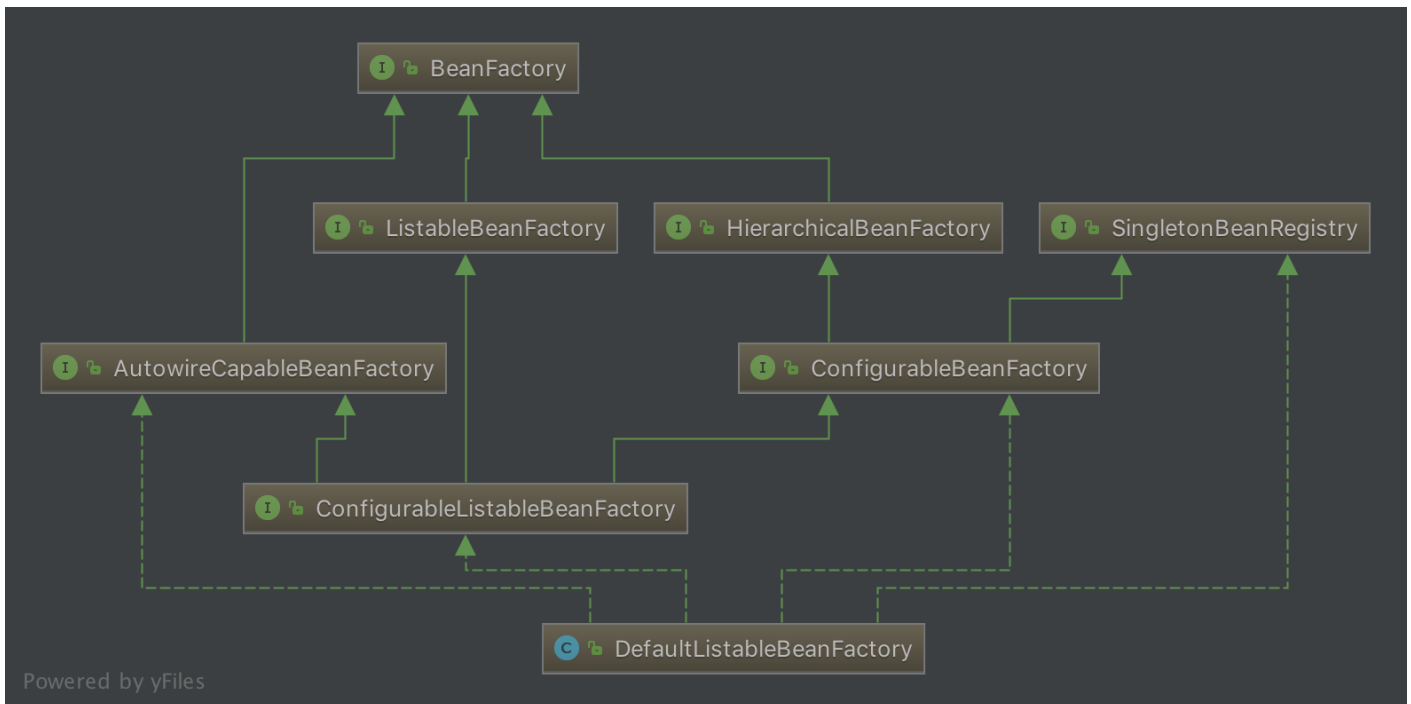 I BeanFactory
I ListableBeanFactory
I HierarchicalBeanFactory
I SingletonBeanRegistry
I AutowireCapableBeanFactory
I ConfigurableBeanFactory
I ConfigurableListableBeanFactory
C DefaultListableBeanFactory
Powered by yFiles